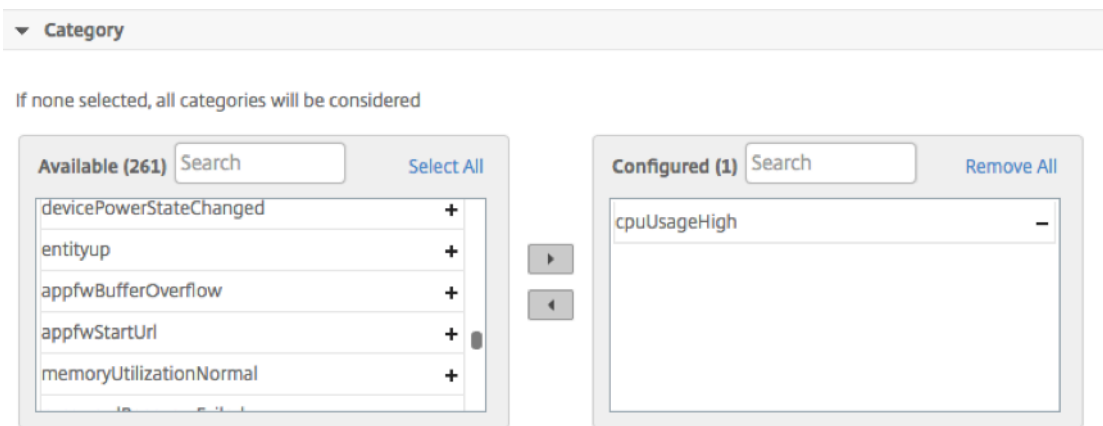 Category
If none selected, all categories will be considered
Available (261) Search Select All
devicePowerStateChanged
entityup
appfwBufferOverflow
appfwStartUrl
memoryUtilizationNormal
Configured (1) Search Remove All
cpuUsageHigh